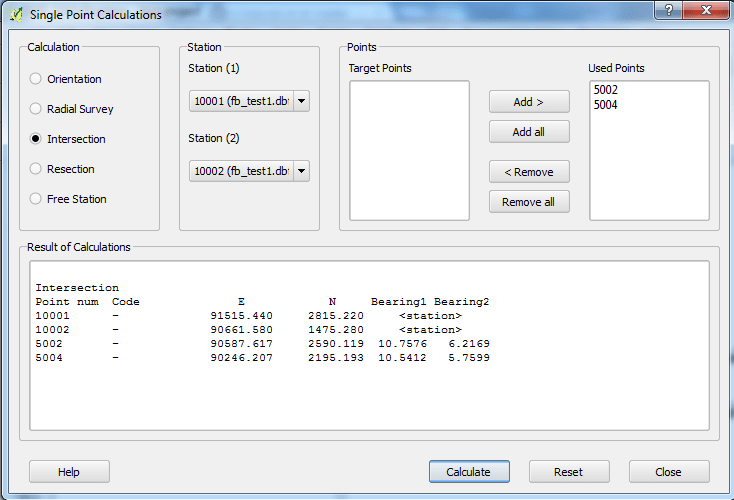 Single Point Calculations
Calculation
Orientation
Radial Survey
Intersection
Resection
Free Station
Station
Station (1)
10001 (fb_test1.db
Station (2)
10002 (fb_test1.db
Points
Target Points
Add >
Add all
< Remove
Remove all
Used Points
5002
5004
Result of Calculations
Intersection
Point num Code E N Bearing1 Bearing2
10001 - 91515.440 2815.220 <station>
10002 - 90661.580 1475.280 <station>
5002 - 90587.617 2590.119 10.7576 6.2169
5004 - 90246.207 2195.193 10.5412 5.7599
Help
Calculate
Reset
Close